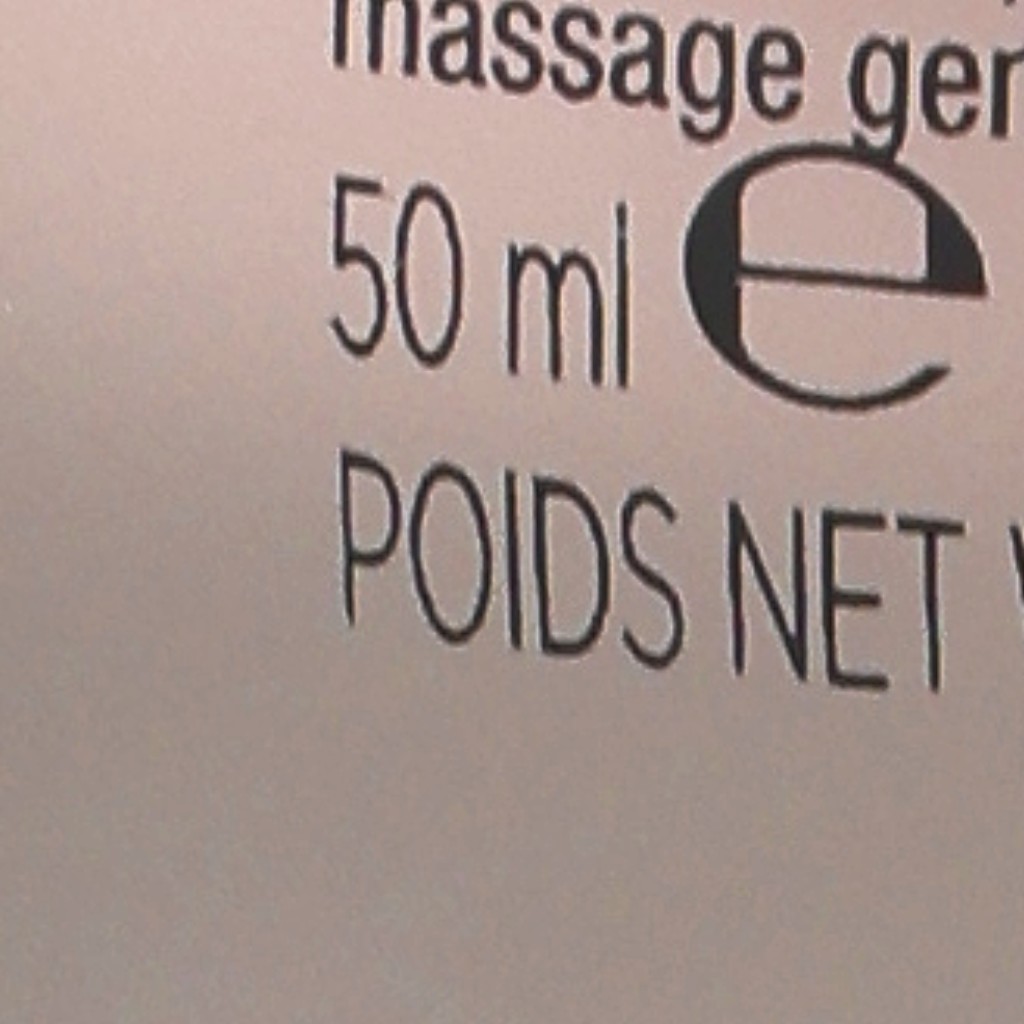 massage
50 ml ℮
POIDS NET